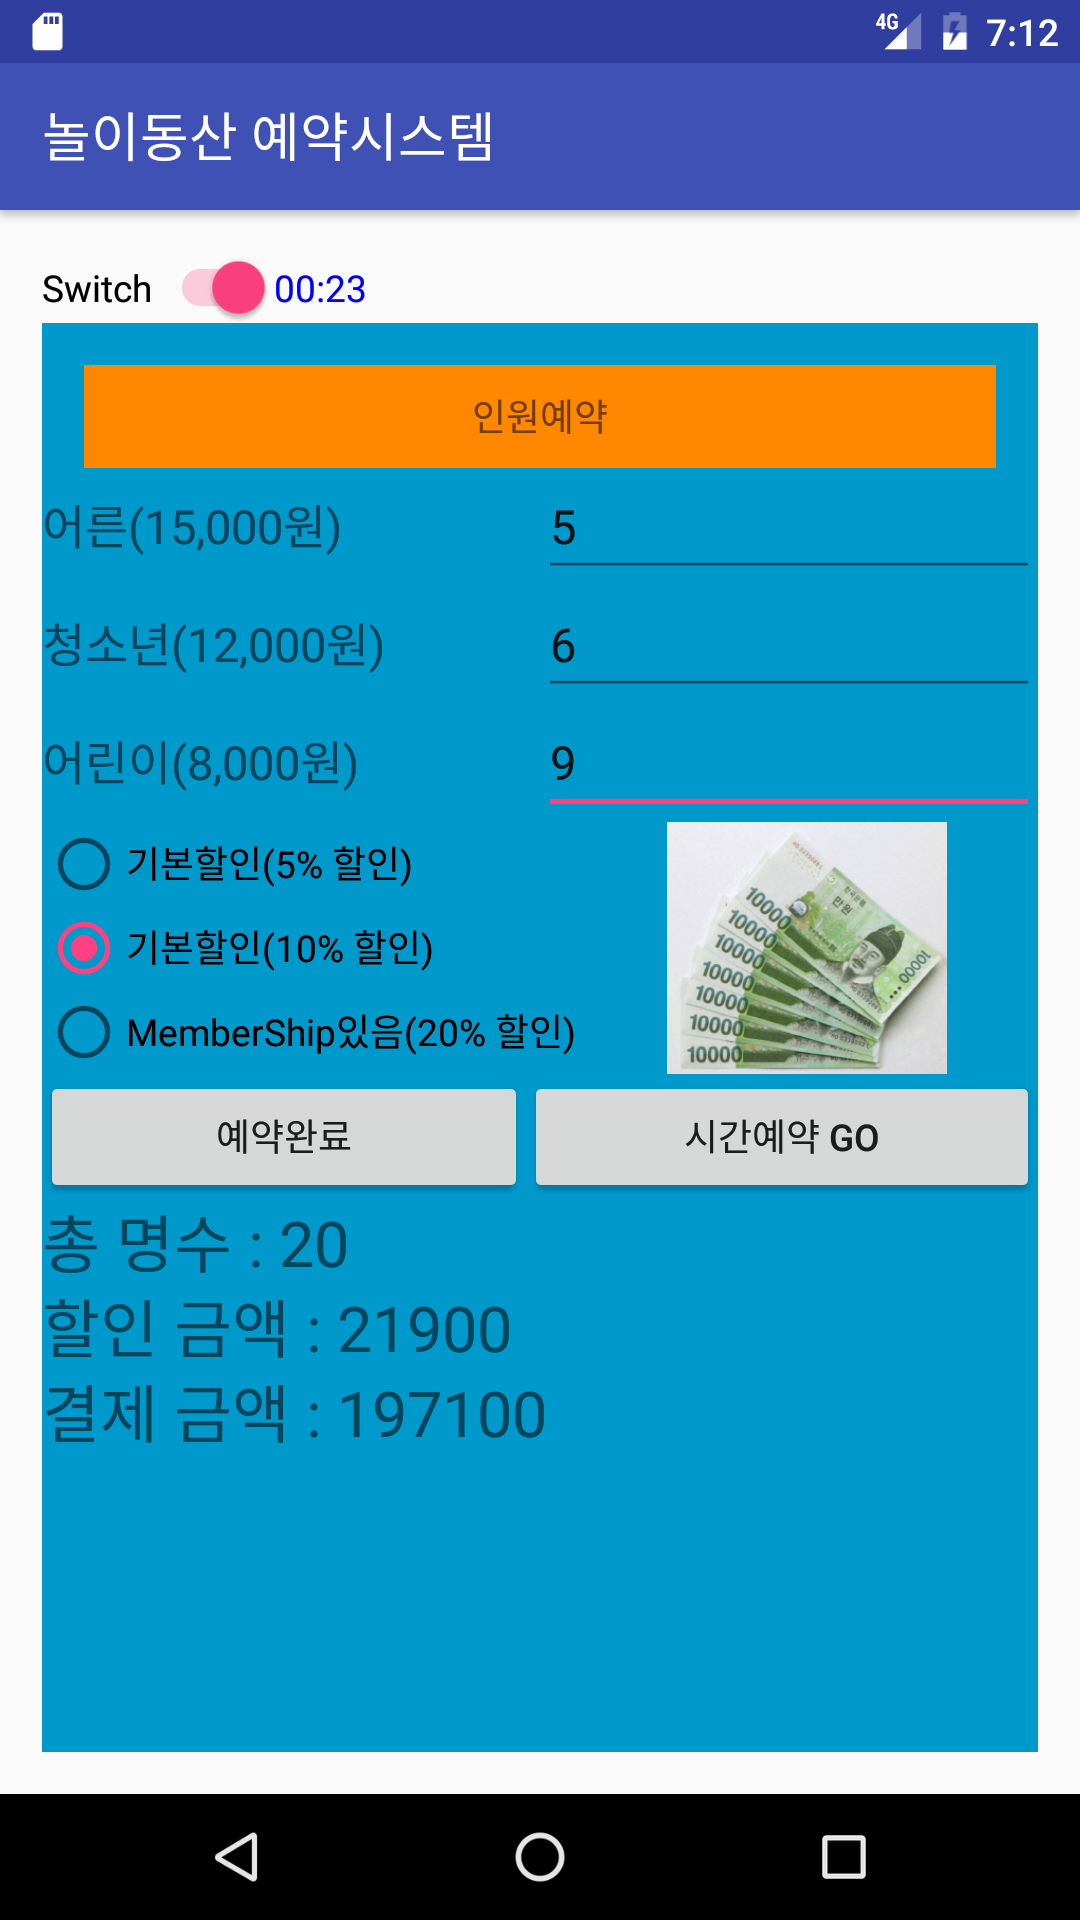 4G 7:12
놀이동산 예약시스템
Switch 00:23
인원예약
어른(15,000원) 5
청소년(12,000원) 6
어린이(8,000원) 9
기본할인(5% 할인)
기본할인(10% 할인)
MemberShip있음(20% 할인)
10000
10000
10000
10000
10000
10000
10000
만원
10000
예약완료 시간예약 GO
총 명수 : 20
할인 금액 : 21900
결제 금액 : 197100